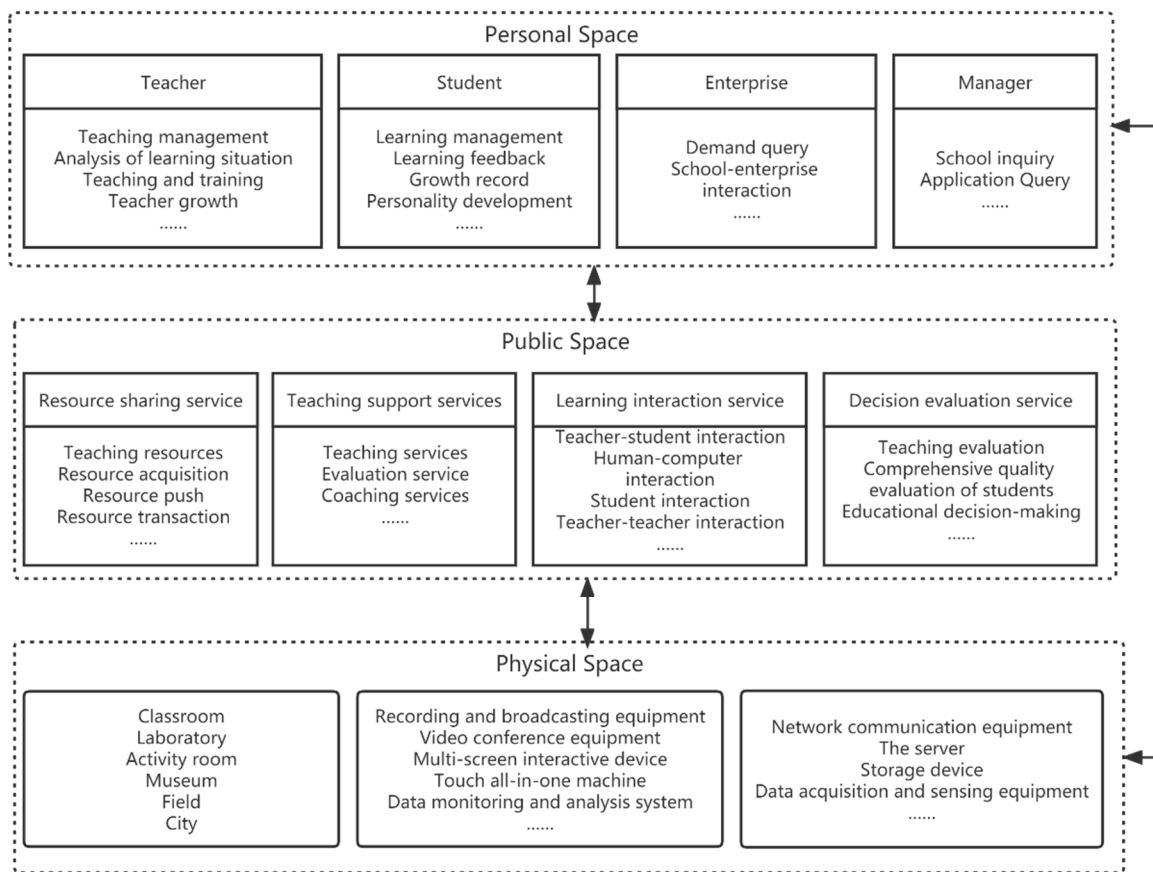 Personal Space
Teacher
Teaching management
Analysis of learning situation
Teaching and training
Teacher growth
......
Student
Learning management
Learning feedback
Growth record
Personality development
......
Enterprise
Demand query
School-enterprise
interaction
......
Manager
School inquiry
Application Query
......
Public Space
Resource sharing service
Teaching resources
Resource acquisition
Resource push
Resource transaction
......
Teaching support services
Teaching services
Evaluation service
Coaching services
......
Learning interaction service
Teacher-student interaction
Human-computer
interaction
Student interaction
Teacher-teacher interaction
......
Decision evaluation service
Teaching evaluation
Comprehensive quality
evaluation of students
Educational decision-making
......
Physical Space
Classroom
Laboratory
Activity room
Museum
Field
City
Recording and broadcasting equipment
Video conference equipment
Multi-screen interactive device
Touch all-in-one machine
Data monitoring and analysis system
......
Network communication equipment
The server
Storage device
Data acquisition and sensing equipment
......